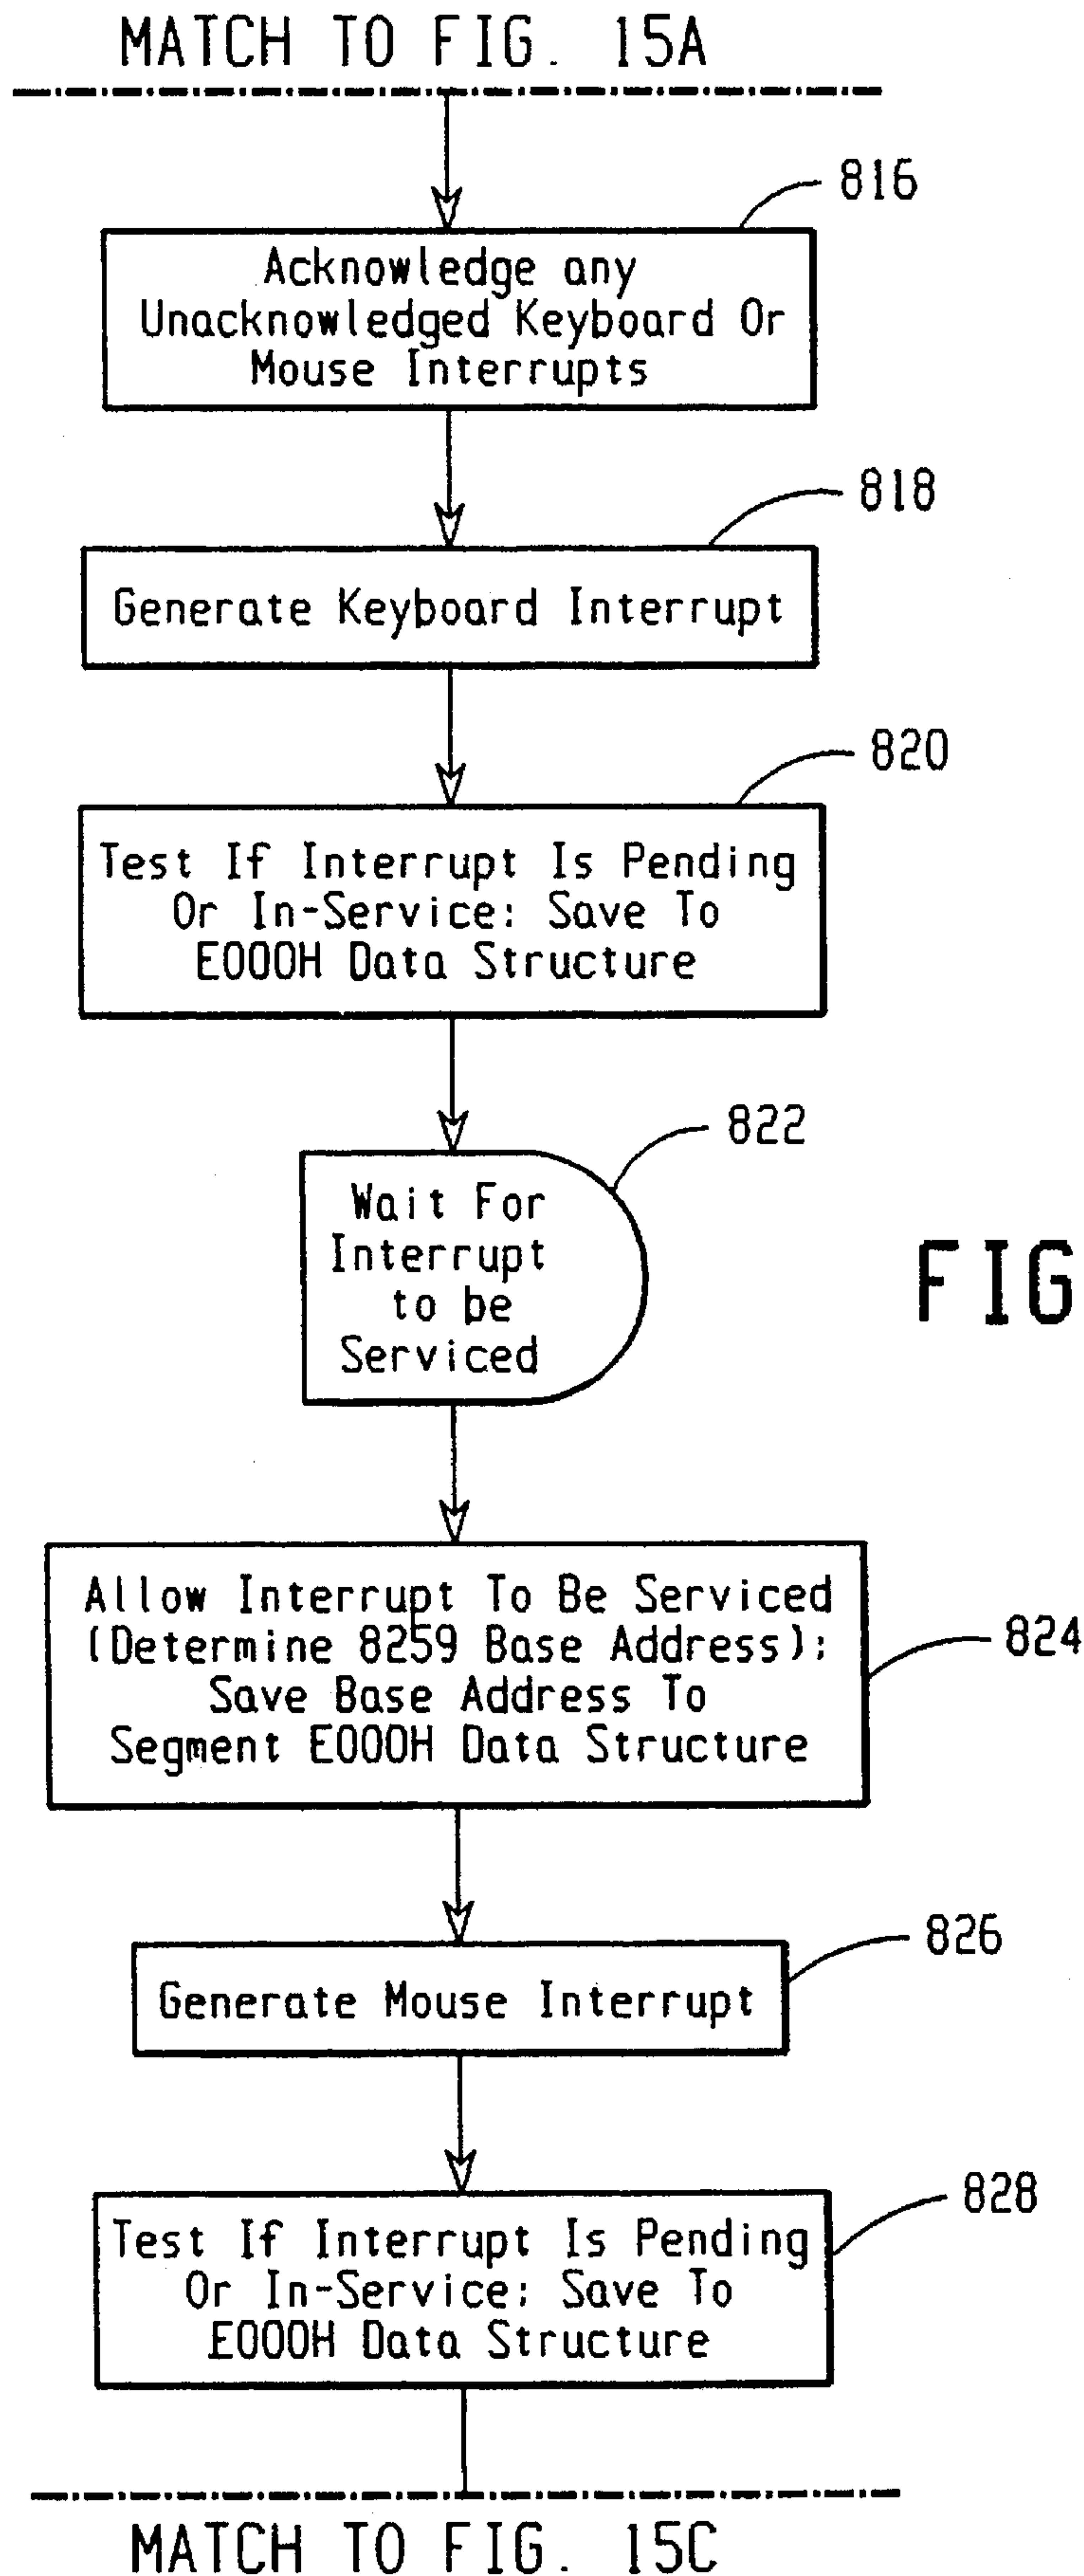 MATCH TO FIG. 15A
816
Acknowledge any
Unacknowledged Keyboard Or
Mouse Interrupts
818
Generate Keyboard Interrupt
820
Test If Interrupt Is Pending
Or In-Service; Save To
E000H Data Structure
822
Wait For
Interrupt
to be
Serviced
FIG
Allow Interrupt To Be Serviced
(Determine 8259 Base Address);
Save Base Address To
Segment E000H Data Structure
824
826
Generate Mouse Interrupt
828
Test If Interrupt Is Pending
Or In-Service; Save To
E000H Data Structure
MATCH TO FIG. 15C